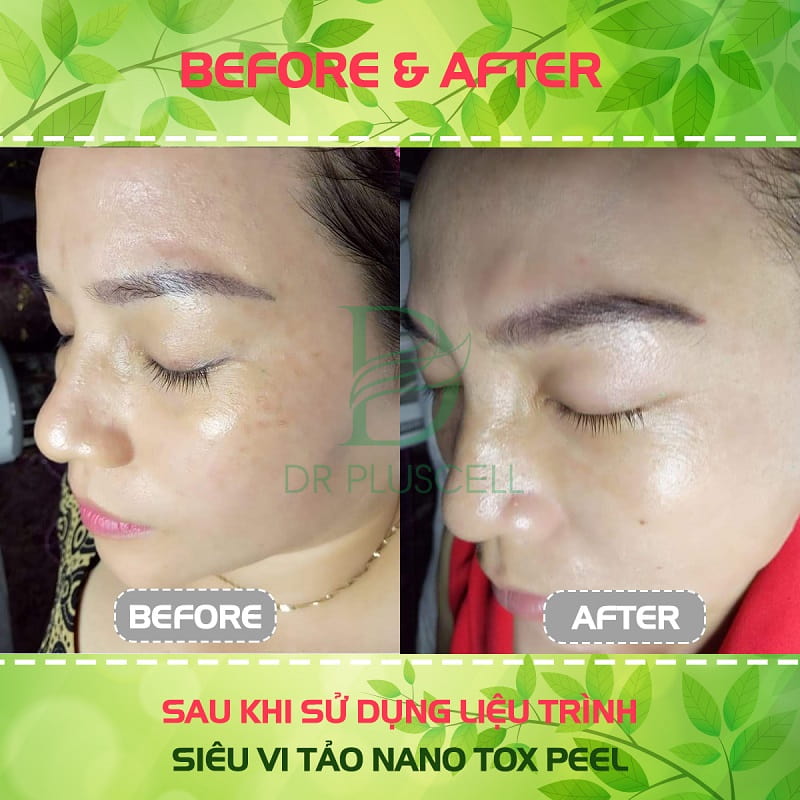 BEFORE & AFTER
DR PLUSCELL
BEFORE
AFTER
SAU KHI SỬ DỤNG LIỆU TRÌNH
SIÊU VI TẢO NANO TOX PEEL